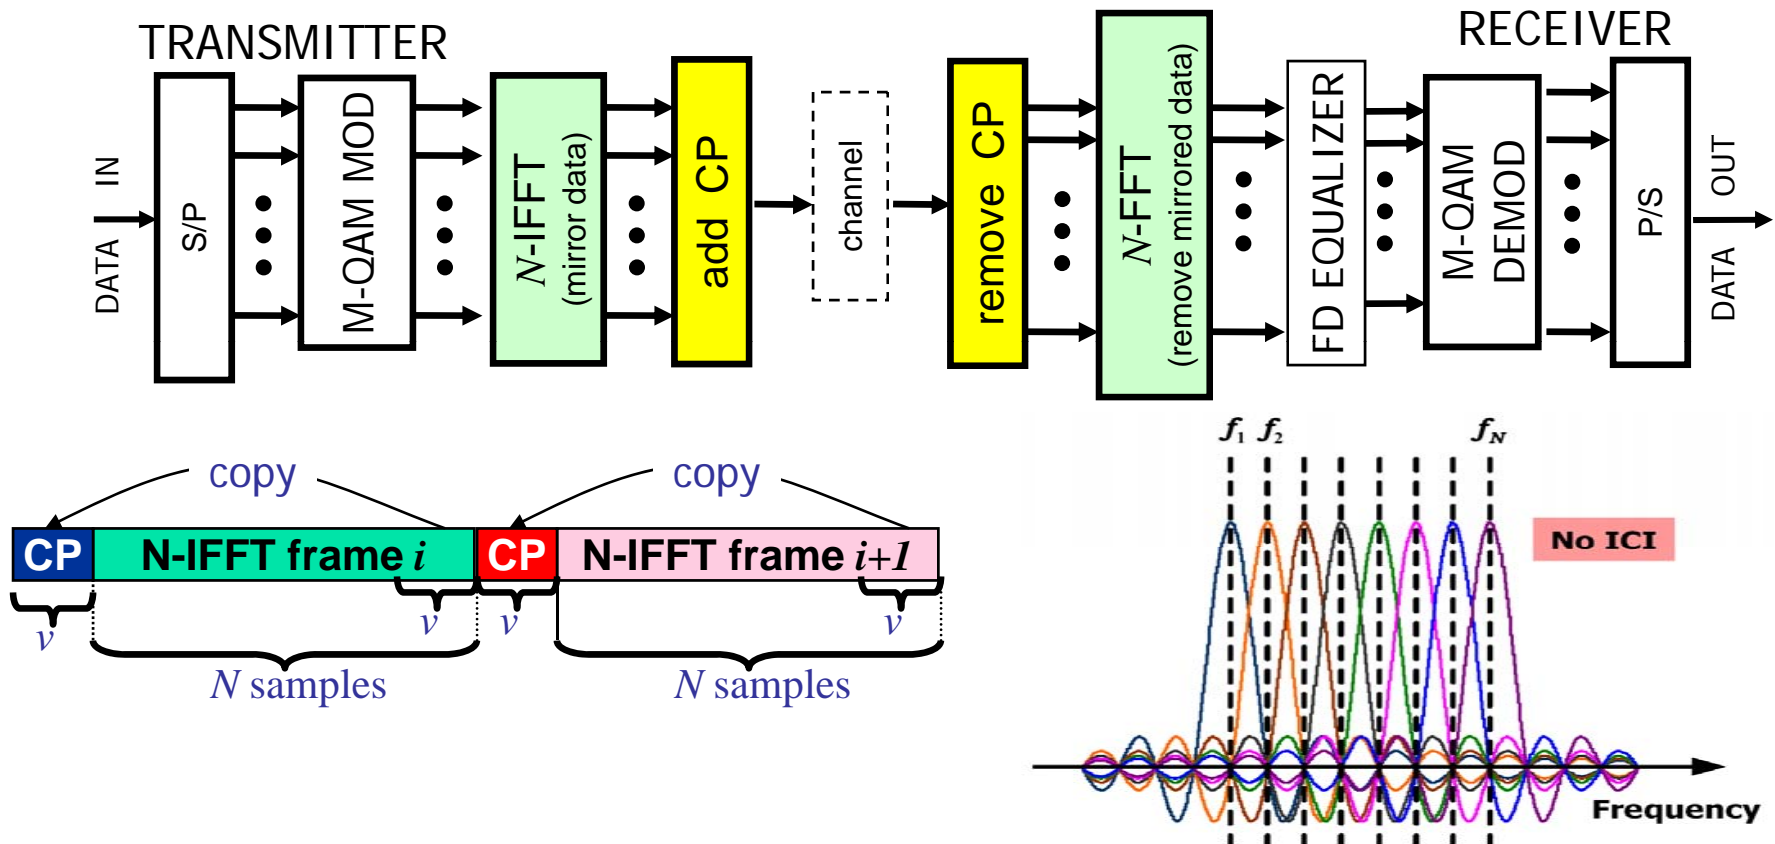 TRANSMITTER
RECEIVER
DATA IN
S/P
M-QAM MOD
N-IFFT
(mirror data)
add CP
channel
remove CP
N-FFT
(remove mirrored data)
FD EQUALIZER
M-QAM
DEMOD
P/S
DATA OUT
copy
copy
CP
N-IFFT frame i
CP
N-IFFT frame i+1
v
v
v
v
N samples
N samples
f1 f2 fN
No ICI
Frequency